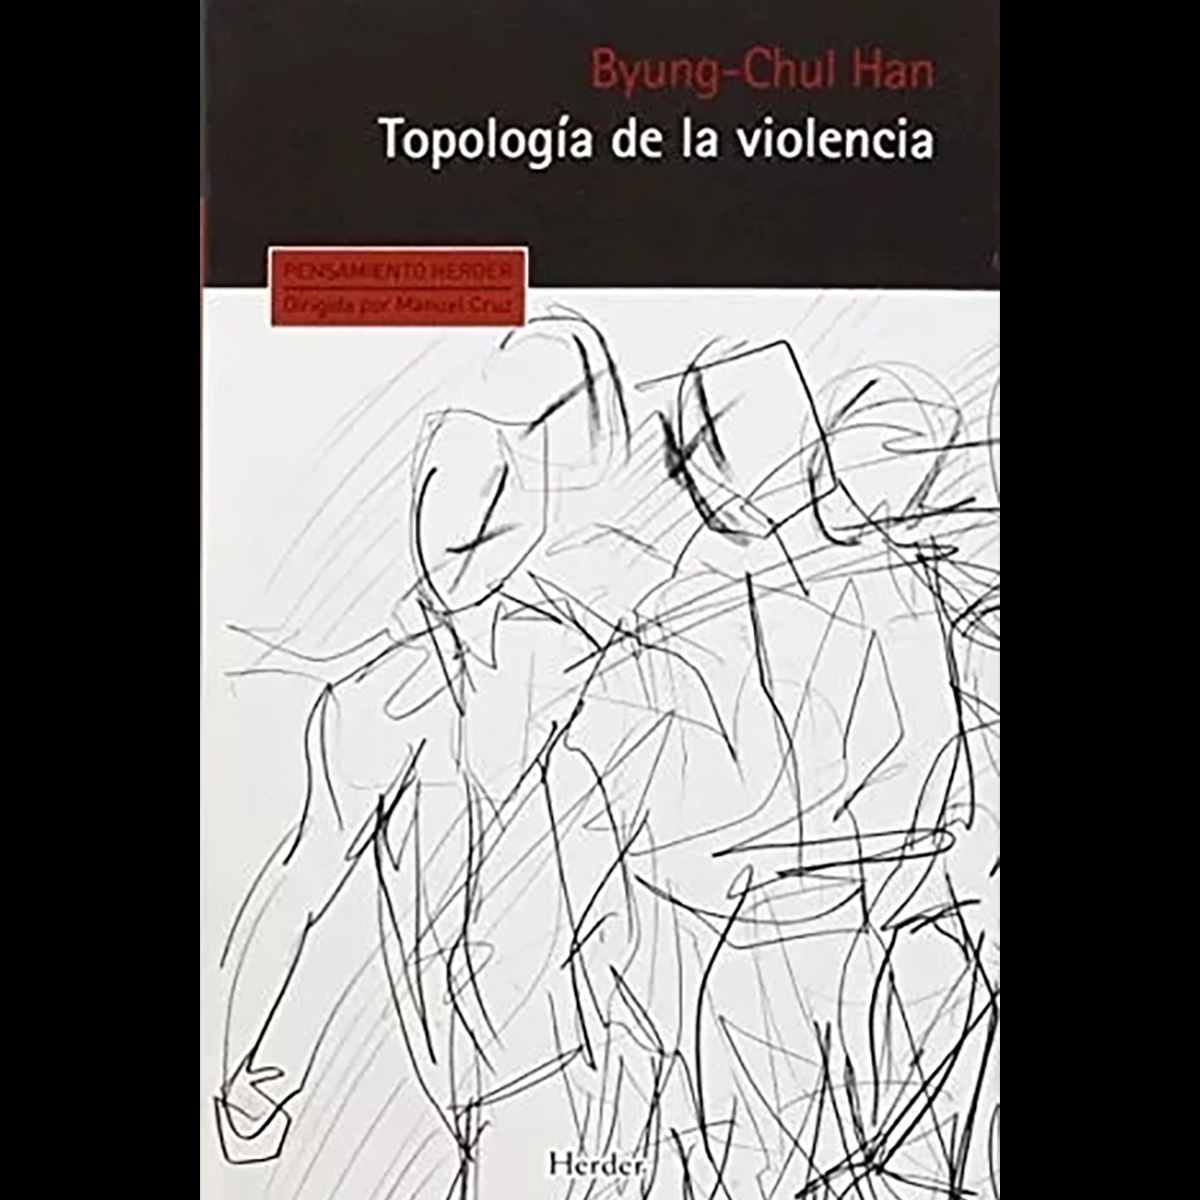 Byung-Chul Han
Topología de la violencia
PENSAMIENTO HERDER
Dirigida por Manuel Cruz
Herder